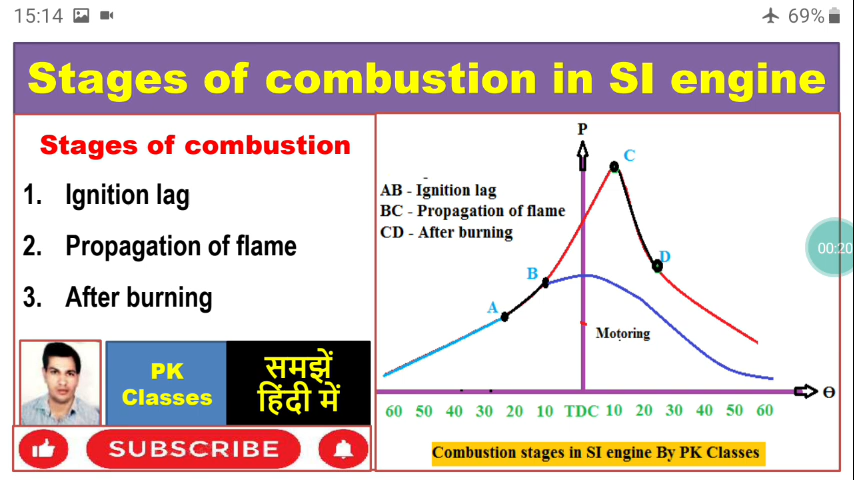 15:14
69%
Stages of combustion in SI engine
Stages of combustion
1. Ignition lag
2. Propagation of flame
3. After burning
PK
Classes
समझें
हिंदी में
SUBSCRIBE
P
C
AB - Ignition lag
BC - Propagation of flame
CD - After burning
B
D
A
Motoring
00:20
Θ
60 50 40 30 20 10 TDC 10 20 30 40 50 60
Combustion stages in SI engine By PK Classes